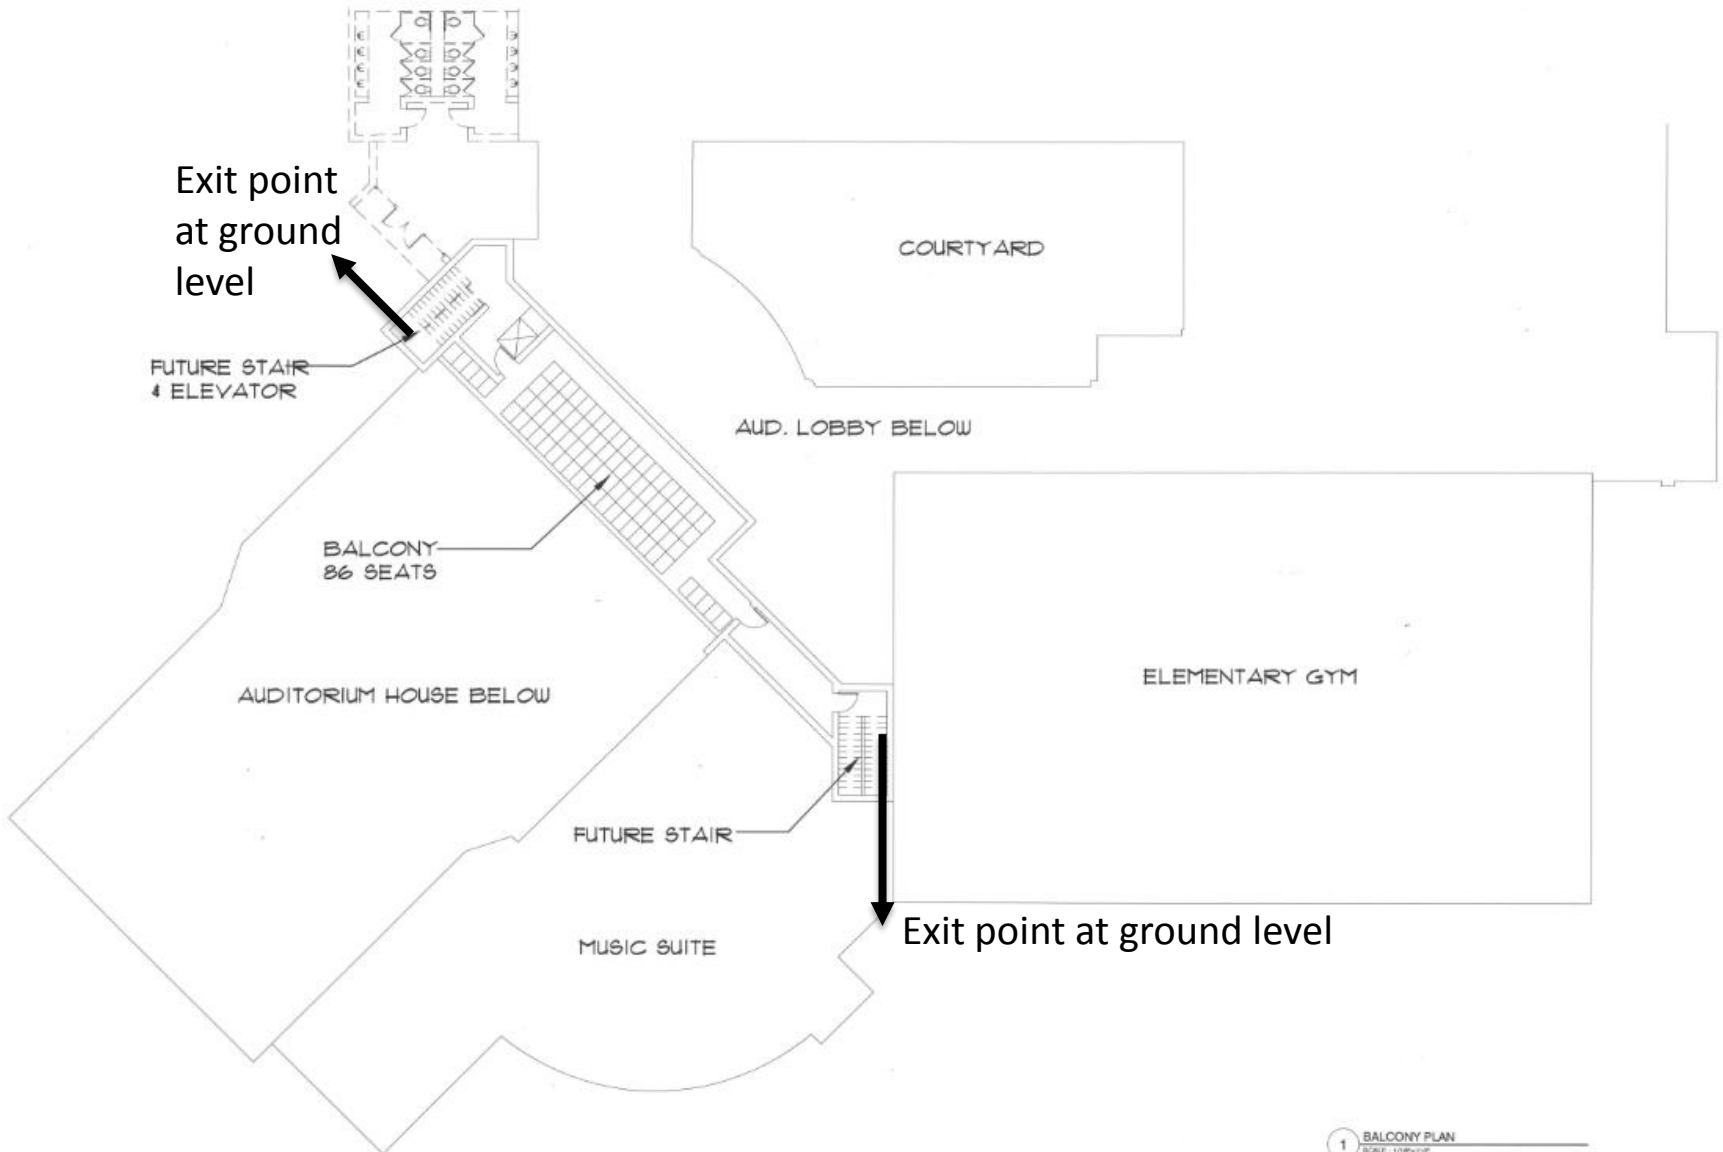 Exit point
at ground
level
COURTYARD
FUTURE STAIR
& ELEVATOR
AUD. LOBBY BELOW
BALCONY
86 SEATS
ELEMENTARY GYM
AUDITORIUM HOUSE BELOW
FUTURE STAIR
Exit point at ground level
MUSIC SUITE
1 BALCONY PLAN